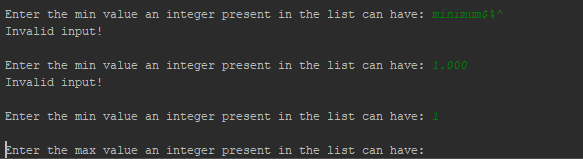 Enter the min value an integer present in the list can have: minimum$%^
Invalid input!
Enter the min value an integer present in the list can have: 1.000
Invalid input!
Enter the min value an integer present in the list can have: 1
Enter the max value an integer present in the list can have: